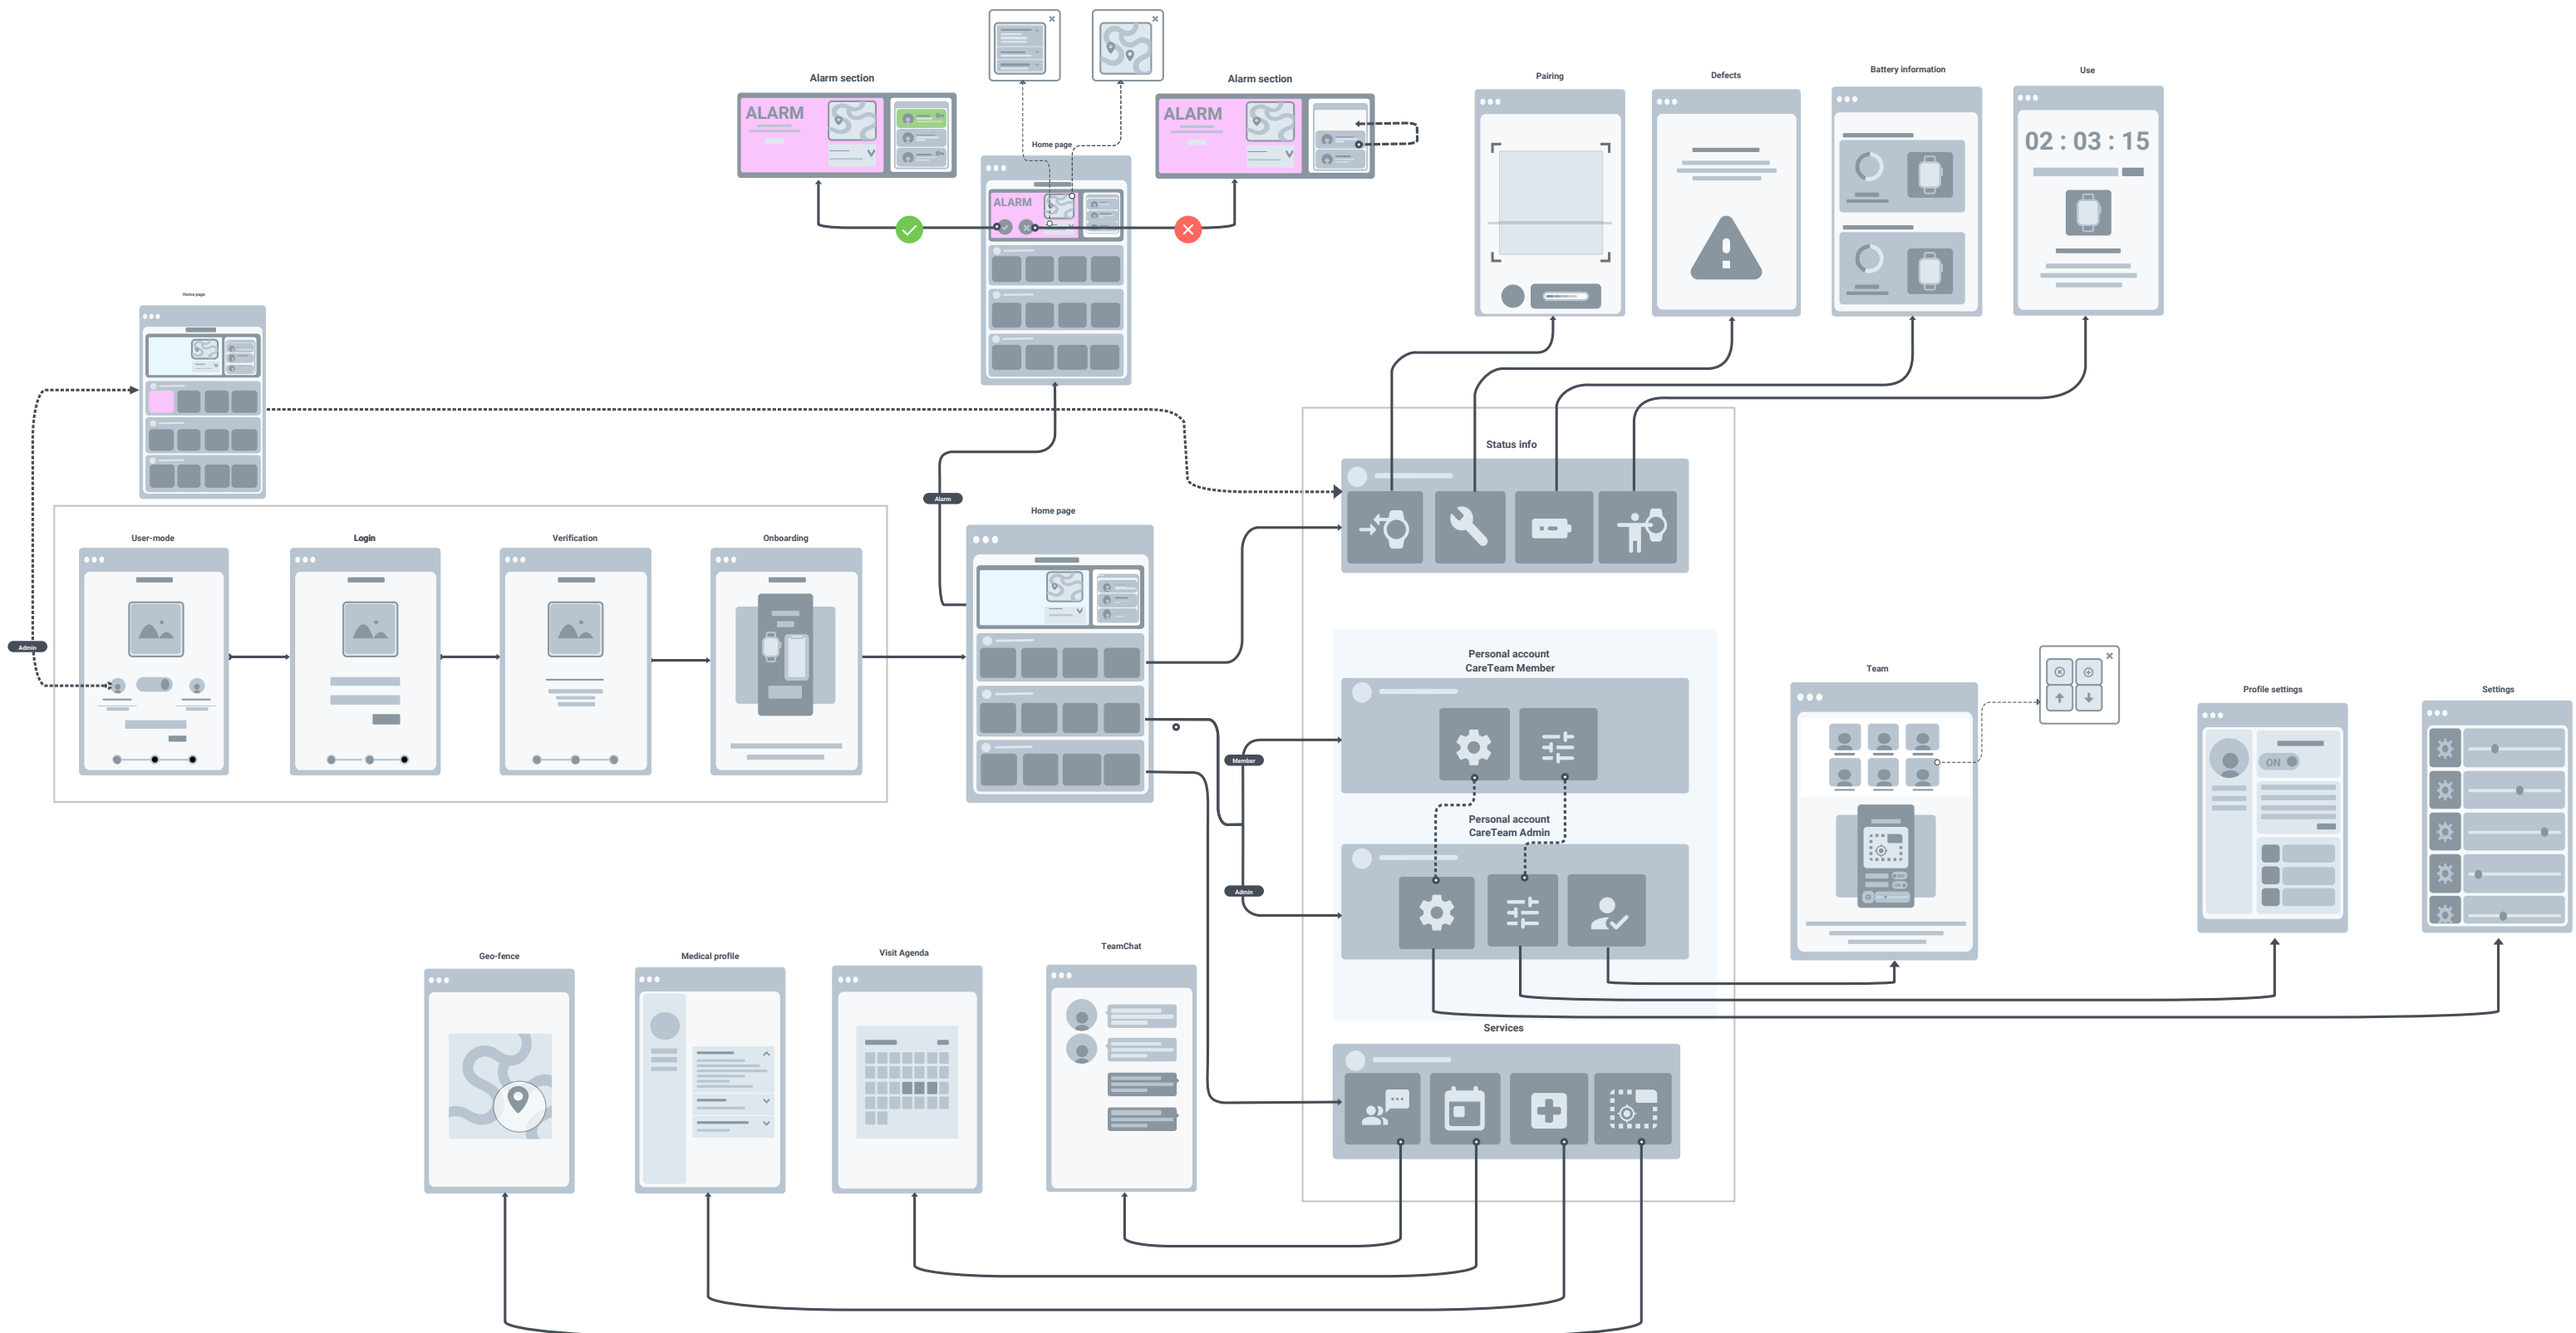 Alarm section
Alarm section
Pairing
Defects
Battery information
Use
ALARM
ALARM
02 : 03 : 15
Home page
ALARM
Home page
Status info
Alarm
Home page
User-mode
Login
Verification
Onboarding
Admin
Personal account
CareTeam Member
Team
Profile settings
Settings
Member
ON
Personal account
CareTeam Admin
Admin
Geo-fence
Medical profile
Visit Agenda
TeamChat
Services